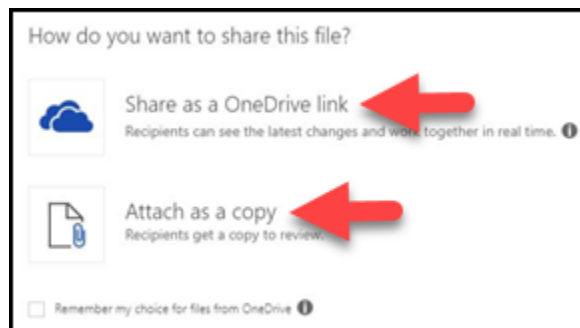 How do you want to share this file?
Share as a OneDrive link
Recipients can see the latest changes and work together in real time.
Attach as a copy
Recipients get a copy to review.
Remember my choice for files from OneDrive